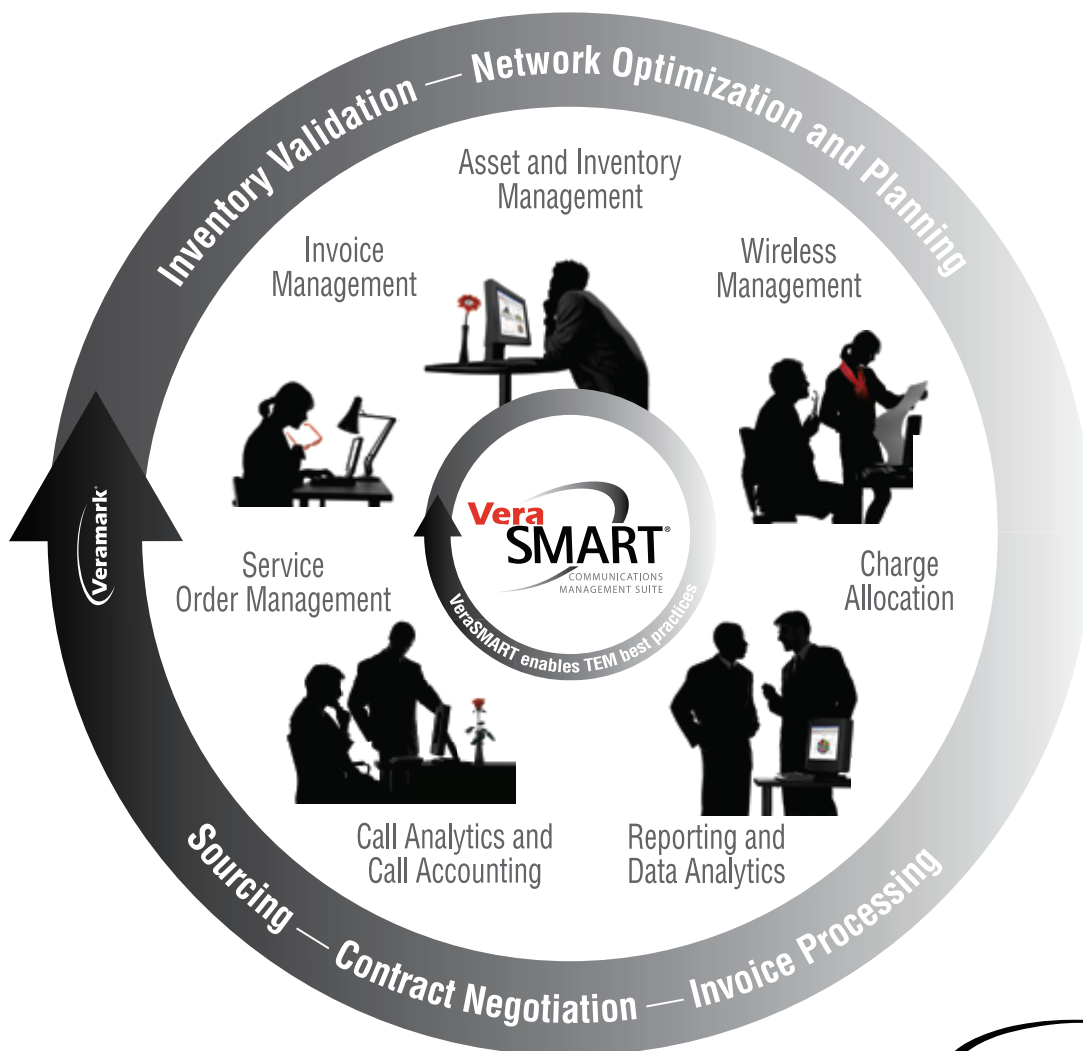 Inventory Validation — Network Optimization and Planning
Asset and Inventory
Management
Invoice
Management
Wireless
Management
Veramark®
Vera
SMART®
COMMUNICATIONS
MANAGEMENT SUITE
VeraSMART enables TEM best practices
Service
Order Management
Charge
Allocation
Call Analytics and
Call Accounting
Reporting and
Data Analytics
Sourcing — Contract Negotiation — Invoice Processing